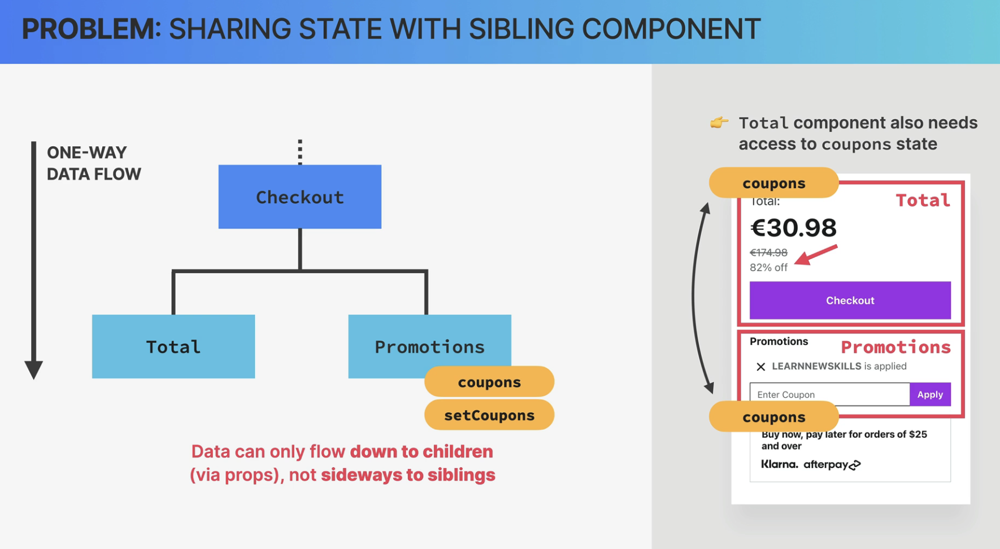 PROBLEM: SHARING STATE WITH SIBLING COMPONENT
ONE-WAY
DATA FLOW
Checkout
Total
Promotions
coupons
setCoupons
Data can only flow down to children
(via props), not sideways to siblings
👉 Total component also needs
access to coupons state
coupons
Total:
Total
€30.98
€174.98
82% off
Checkout
Promotions
Promotions
LEARNNEWSKILLS is applied
Enter Coupon
Apply
coupons
Buy now, pay later for orders of $25
and over
Klarna. afterpay